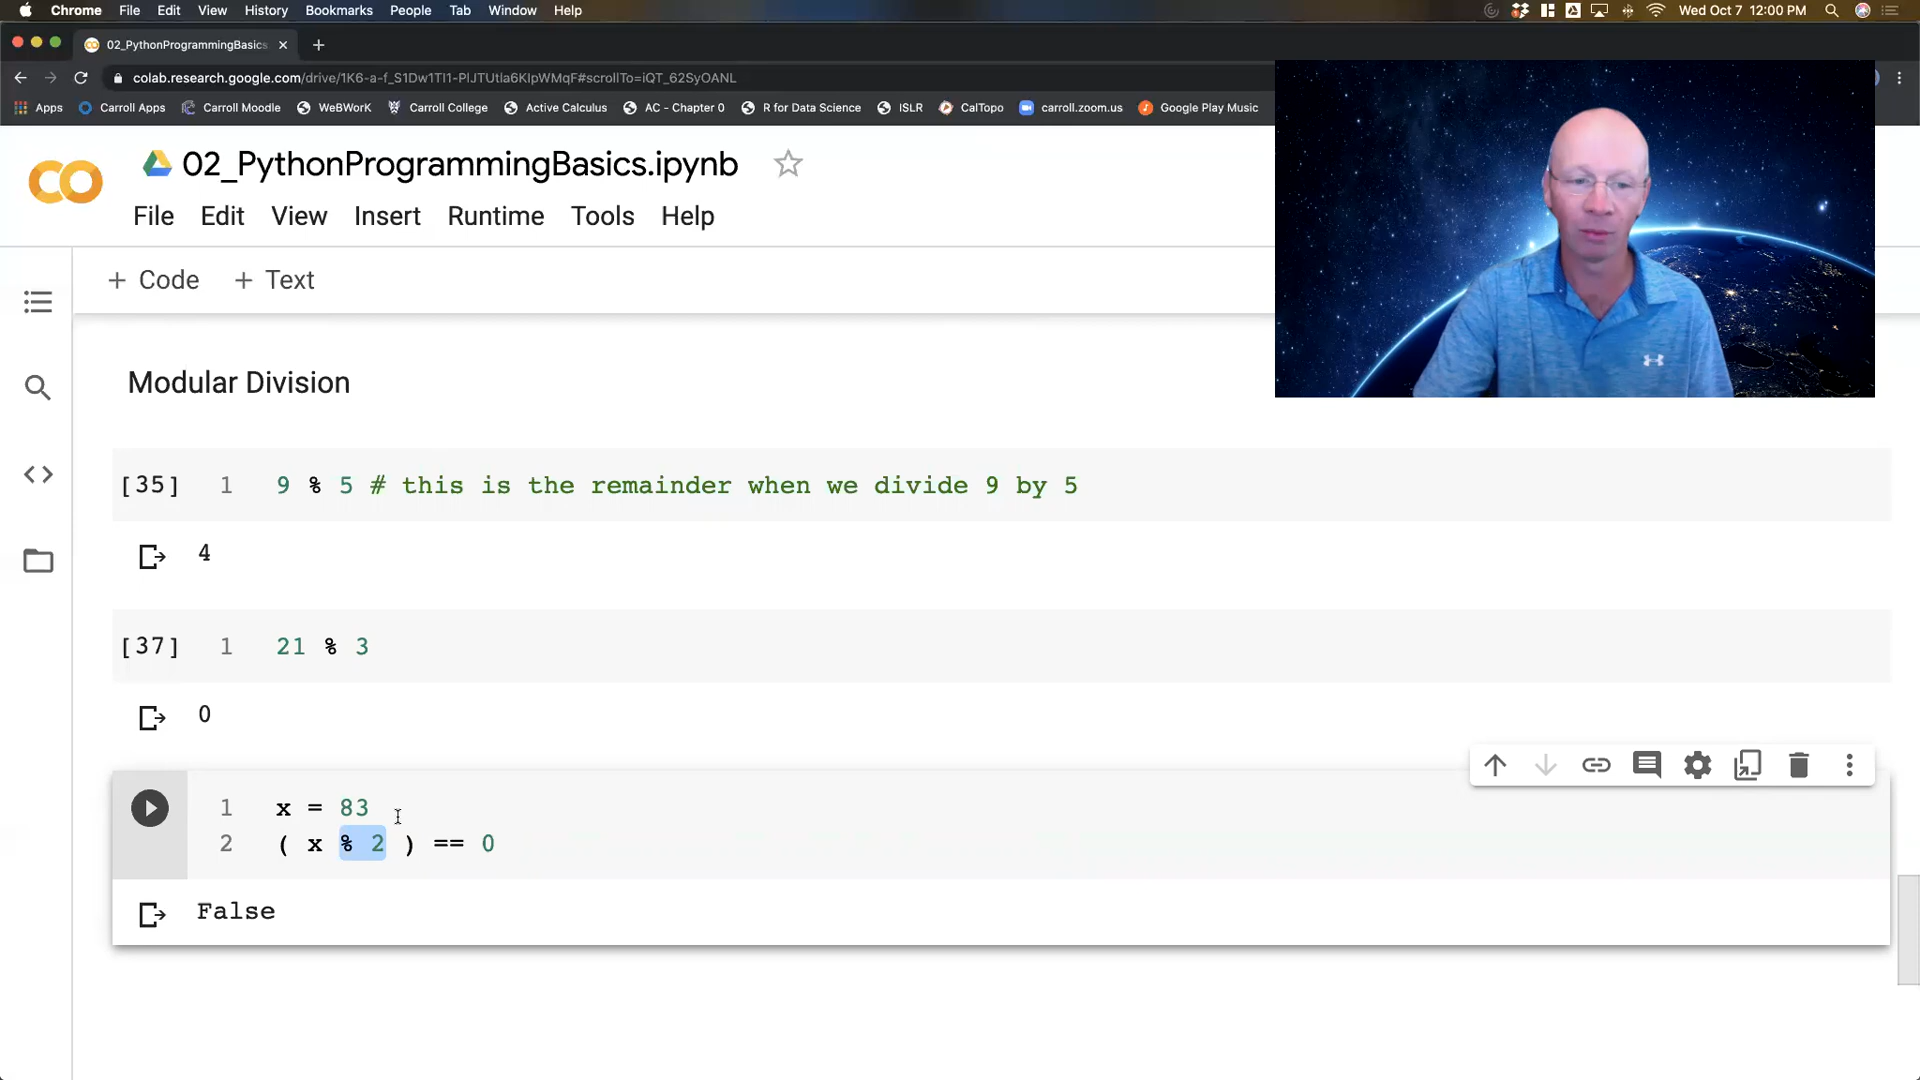 Chrome File Edit View History Bookmarks People Tab Window Help Wed Oct 7 12:00 PM
02_PythonProgrammingBasics.
colab.research.google.com/drive/1K6-a-f_S1Dw1TI1-PIJTUtla6KIpWMqF#scrollTo=iQT_62SyOANL
Apps Carroll Apps Carroll Moodle WeBWorK Carroll College Active Calculus AC - Chapter 0 R for Data Science ISLR CalTopo carroll.zoom.us Google Play Music
02_PythonProgrammingBasics.ipynb
File Edit View Insert Runtime Tools Help
+ Code + Text
Modular Division
[35] 1 9 % 5 # this is the remainder when we divide 9 by 5
4
[37] 1 21 % 3
0
1 x = 83
2 ( x % 2 ) == 0
False